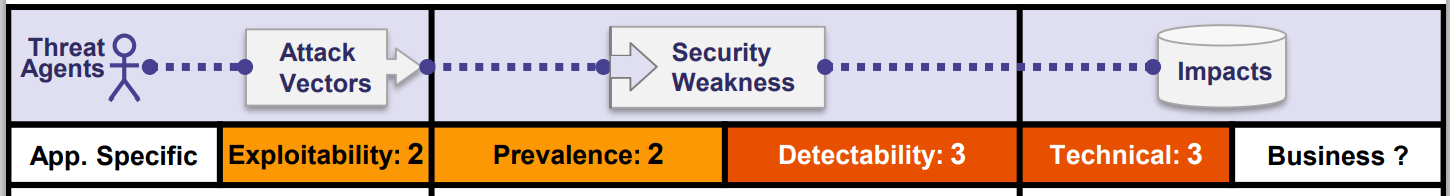 Threat
Agents
Attack
Vectors
Security
Weakness
Impacts
App. Specific
Exploitability: 2
Prevalence: 2
Detectability: 3
Technical: 3
Business ?